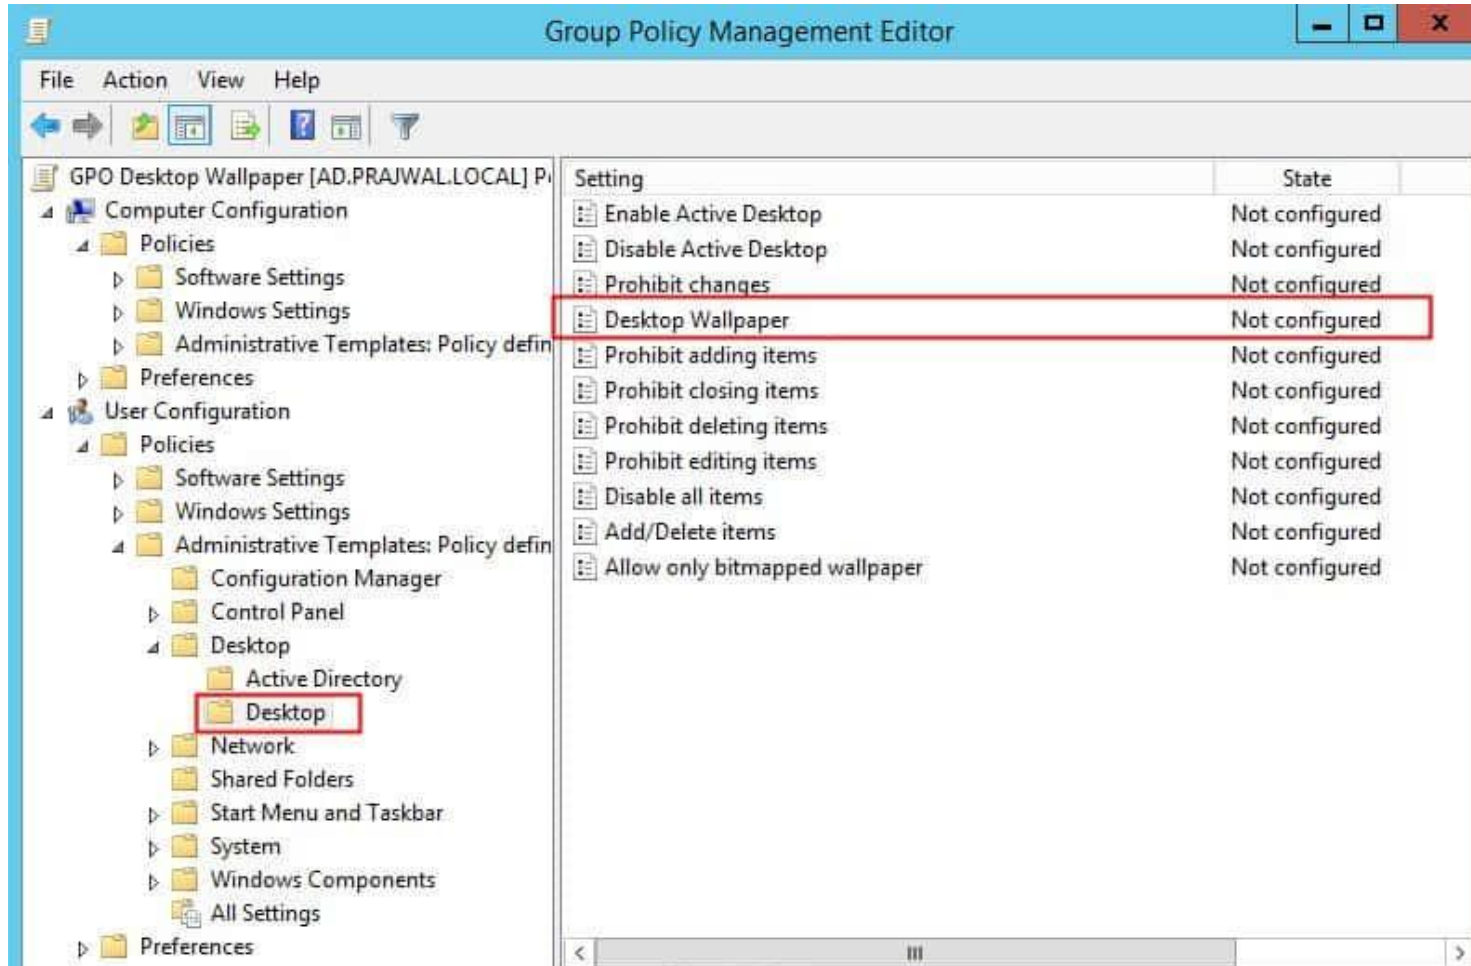 Group Policy Management Editor
File Action View Help
GPO Desktop Wallpaper [AD.PRAJWAL.LOCAL]
Computer Configuration
Policies
Software Settings
Windows Settings
Administrative Templates: Policy defin
Preferences
User Configuration
Policies
Software Settings
Windows Settings
Administrative Templates: Policy defin
Configuration Manager
Control Panel
Desktop
Active Directory
Desktop
Network
Shared Folders
Start Menu and Taskbar
System
Windows Components
All Settings
Preferences
Setting State
Enable Active Desktop Not configured
Disable Active Desktop Not configured
Prohibit changes Not configured
Desktop Wallpaper Not configured
Prohibit adding items Not configured
Prohibit closing items Not configured
Prohibit deleting items Not configured
Prohibit editing items Not configured
Disable all items Not configured
Add/Delete items Not configured
Allow only bitmapped wallpaper Not configured